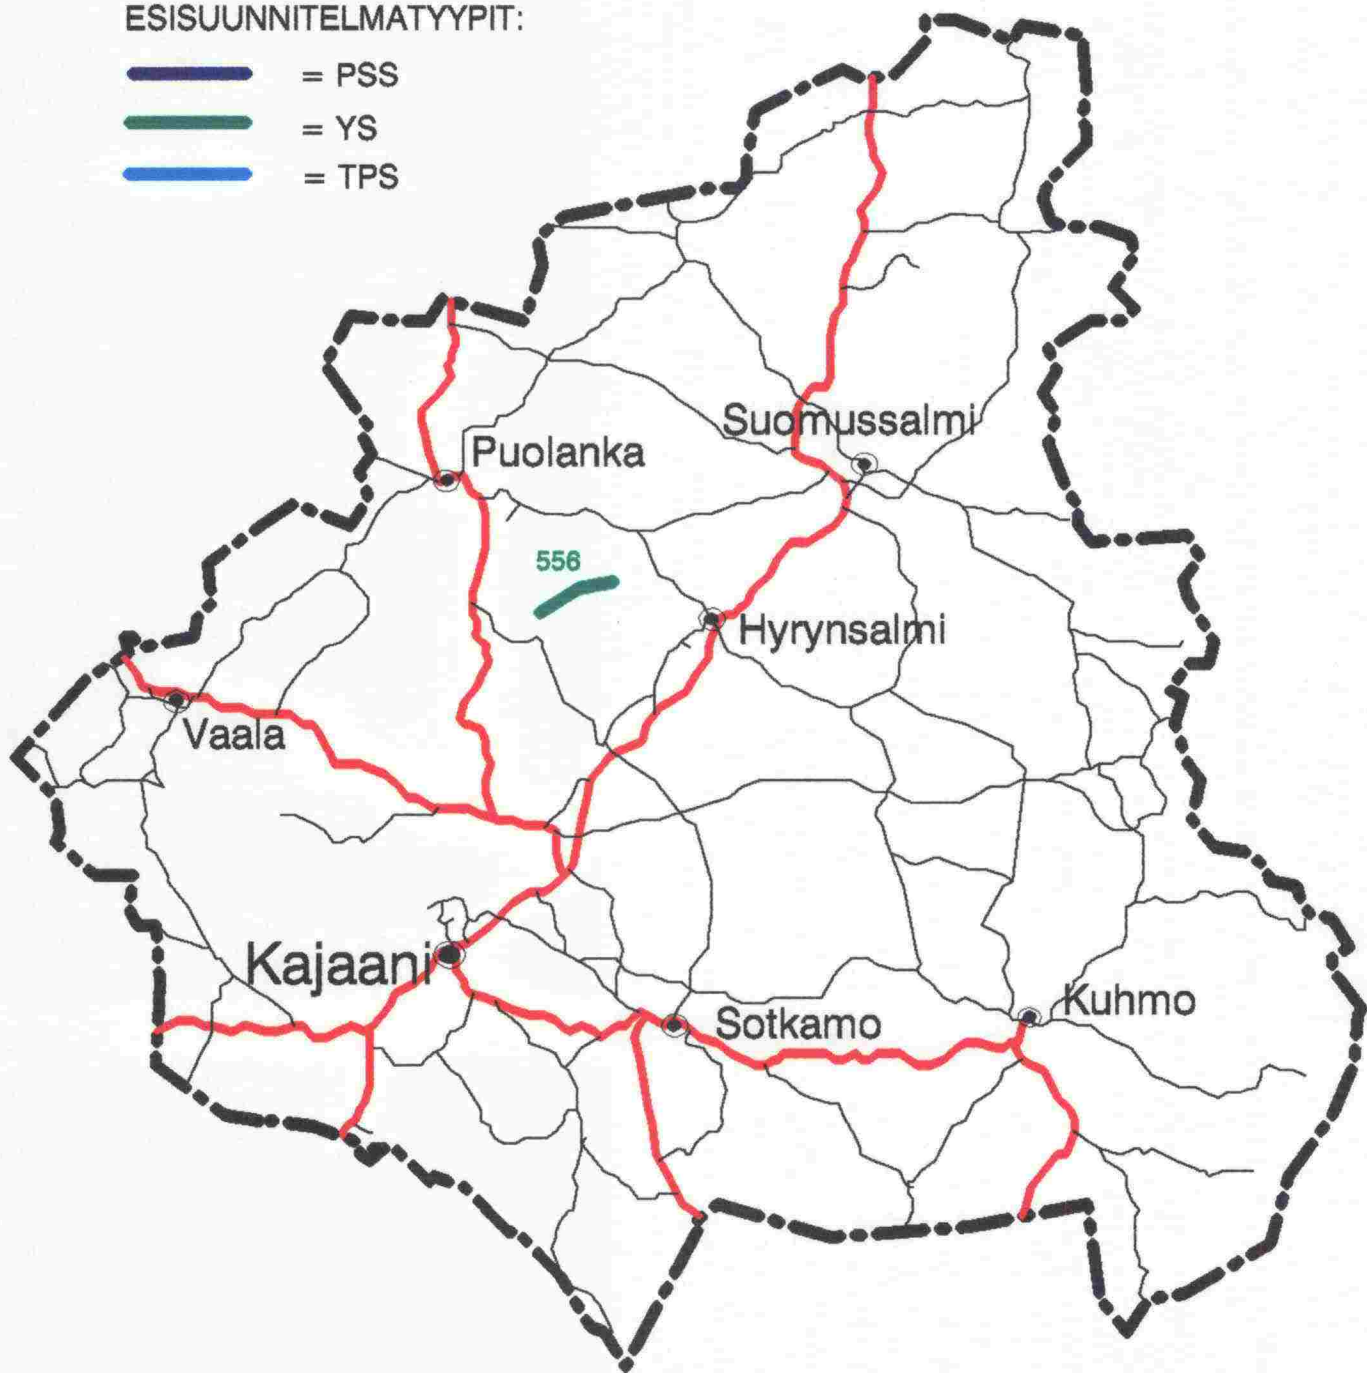 ESISUUNNITELMATYYPIT:
= PSS
= YS
= TPS
Suomussalmi
Puolanka
556
Hyrynsalmi
Vaala
Kajaani
Kuhmo
Sotkamo